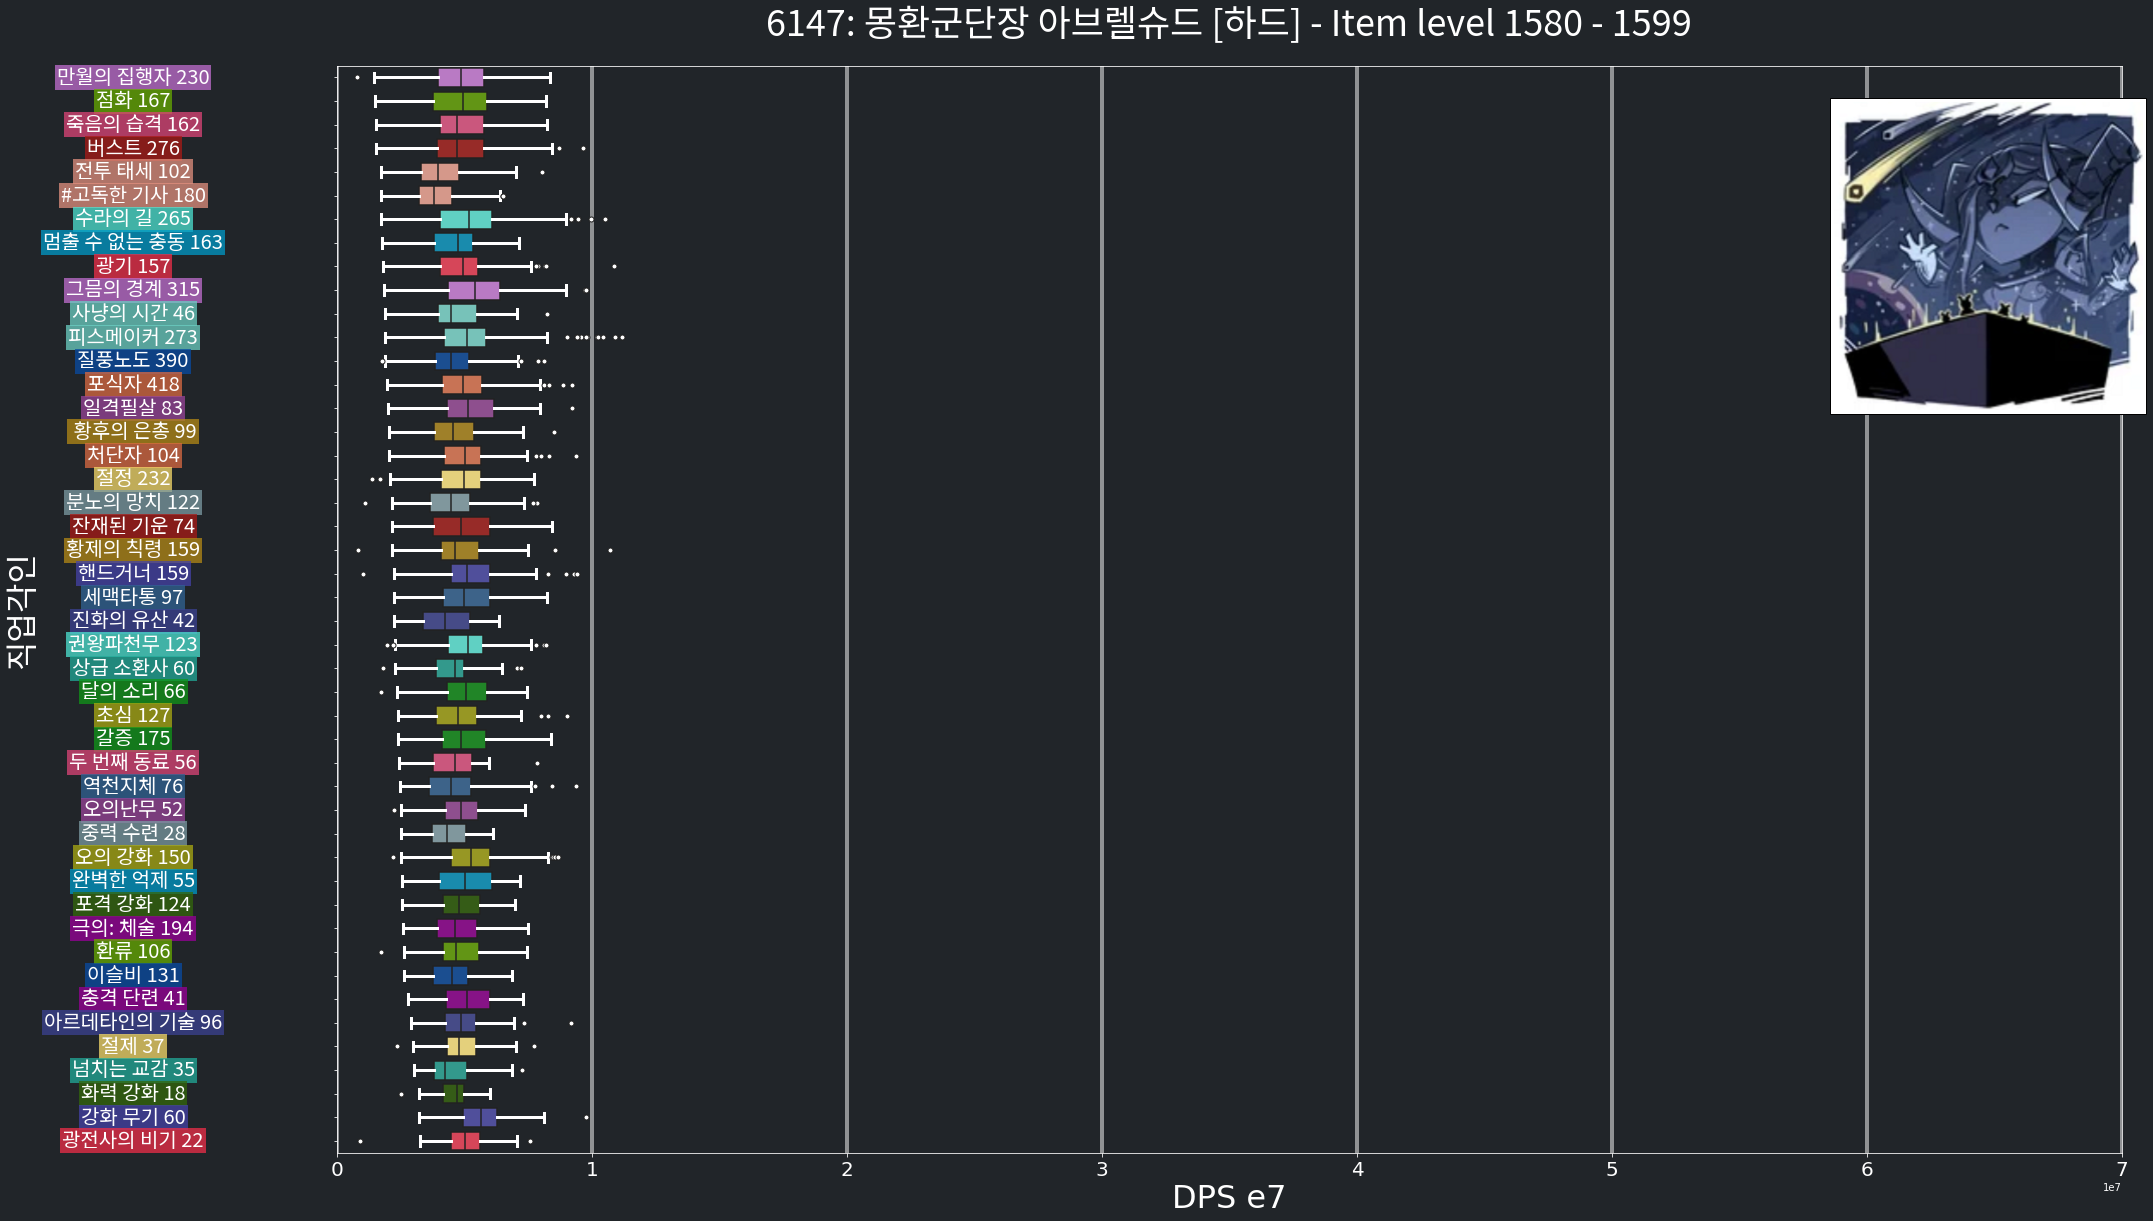 6147: 몽환군단장 아브렐슈드 [하드] - Item level 1580 - 1599
만월의 집행자 230
점화 167
죽음의 습격 162
버스트 276
전투 태세 102
#고독한 기사 180
수라의 길 265
멈출 수 없는 충동 163
광기 157
그믐의 경계 315
사냥의 시간 46
피스메이커 273
질풍노도 390
포식자 418
일격필살 83
황후의 은총 99
처단자 104
절정 232
분노의 망치 122
잔재된 기운 74
황제의 칙령 159
핸드거너 159
세맥타통 97
진화의 유산 42
권왕파천무 123
상급 소환사 60
달의 소리 66
초심 127
갈증 175
두 번째 동료 56
역천지체 76
오의난무 52
중력 수련 28
오의 강화 150
완벽한 억제 55
포격 강화 124
극의: 체술 194
환류 106
이슬비 131
충격 단련 41
아르데타인의 기술 96
절제 37
넘치는 교감 35
화력 강화 18
강화 무기 60
광전사의 비기 22
직업각인
0 1 2 3 4 5 6 7
DPS e7
1e7